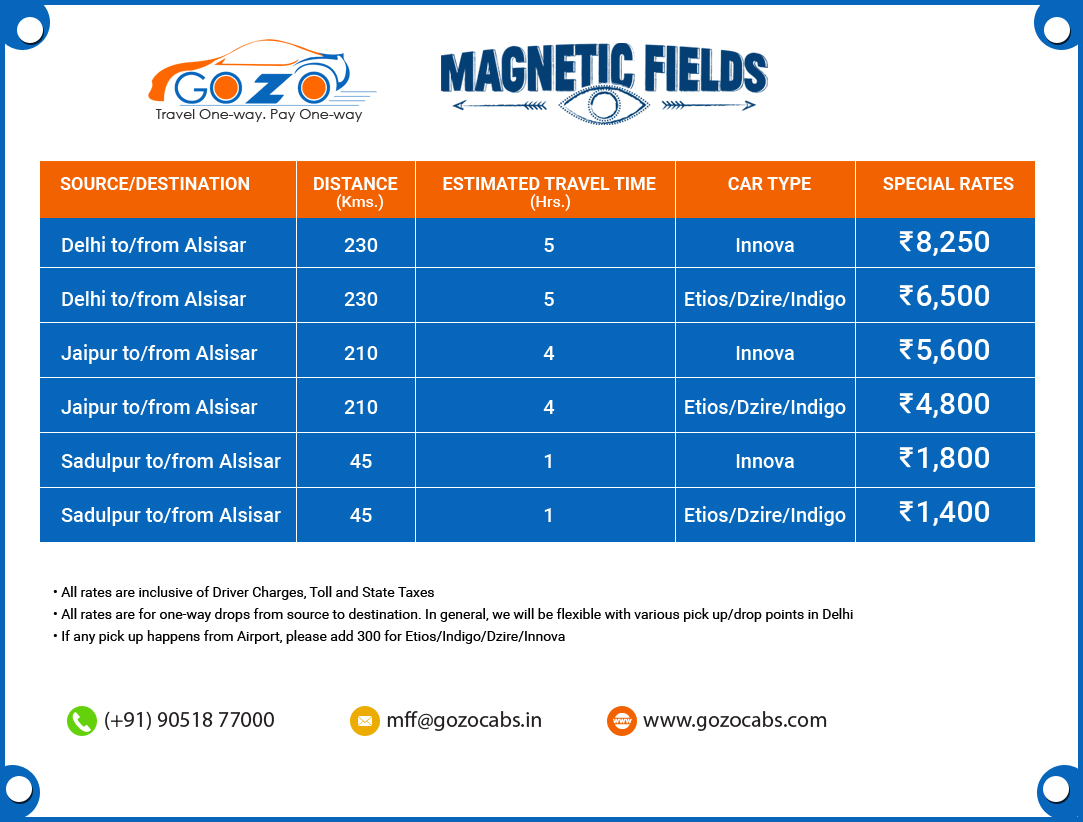 GOZO
Travel One-way. Pay One-way
MAGNETIC FIELDS
SOURCE/DESTINATION DISTANCE (Kms.) ESTIMATED TRAVEL TIME (Hrs.) CAR TYPE SPECIAL RATES
Delhi to/from Alsisar 230 5 Innova ₹8,250
Delhi to/from Alsisar 230 5 Etios/Dzire/Indigo ₹6,500
Jaipur to/from Alsisar 210 4 Innova ₹5,600
Jaipur to/from Alsisar 210 4 Etios/Dzire/Indigo ₹4,800
Sadulpur to/from Alsisar 45 1 Innova ₹1,800
Sadulpur to/from Alsisar 45 1 Etios/Dzire/Indigo ₹1,400
• All rates are inclusive of Driver Charges, Toll and State Taxes
• All rates are for one-way drops from source to destination. In general, we will be flexible with various pick up/drop points in Delhi
• If any pick up happens from Airport, please add 300 for Etios/Indigo/Dzire/Innova
(+91) 90518 77000 mff@gozocabs.in www www.gozocabs.com